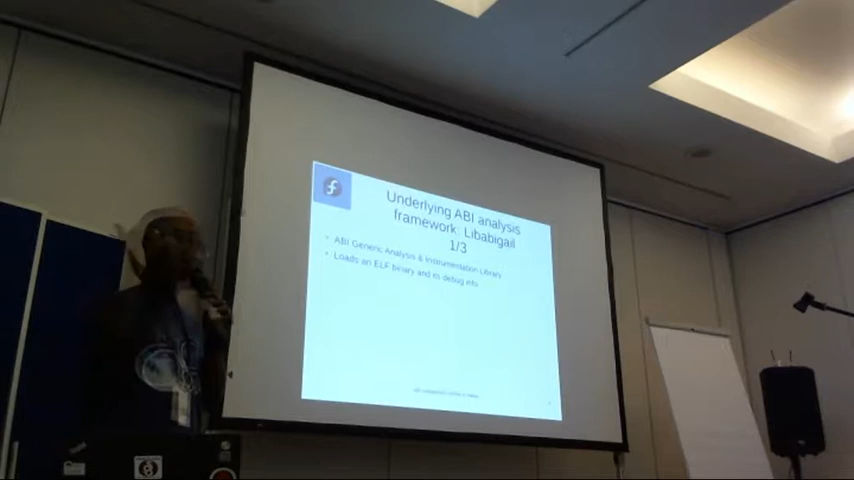 Underlying ABI analysis
framework: Libabigail
1/3
ABI Generic Analysis & Instrumentation Library
Loads an ELF binary and its debug info